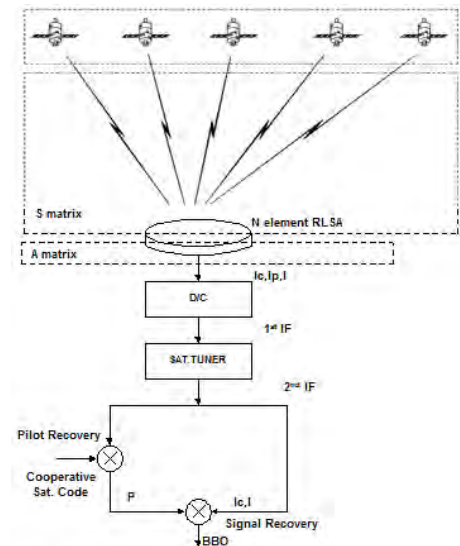 S matrix
N element RLSA
A matrix
Ic,Ip,I
D/C
1st IF
SAT.TUNER
2nd IF
Pilot Recovery
Cooperative
Sat. Code
P
Ic,I
Signal Recovery
BBO